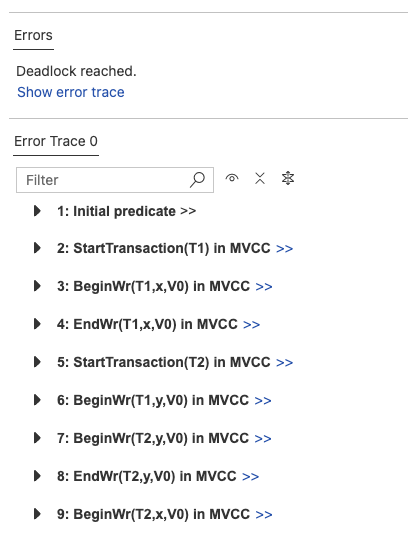 Errors
Deadlock reached.
Show error trace
Error Trace 0
Filter
1: Initial predicate >>
2: StartTransaction(T1) in MVCC >>
3: BeginWr(T1,x,V0) in MVCC >>
4: EndWr(T1,x,V0) in MVCC >>
5: StartTransaction(T2) in MVCC >>
6: BeginWr(T1,y,V0) in MVCC >>
7: BeginWr(T2,y,V0) in MVCC >>
8: EndWr(T2,y,V0) in MVCC >>
9: BeginWr(T2,x,V0) in MVCC >>